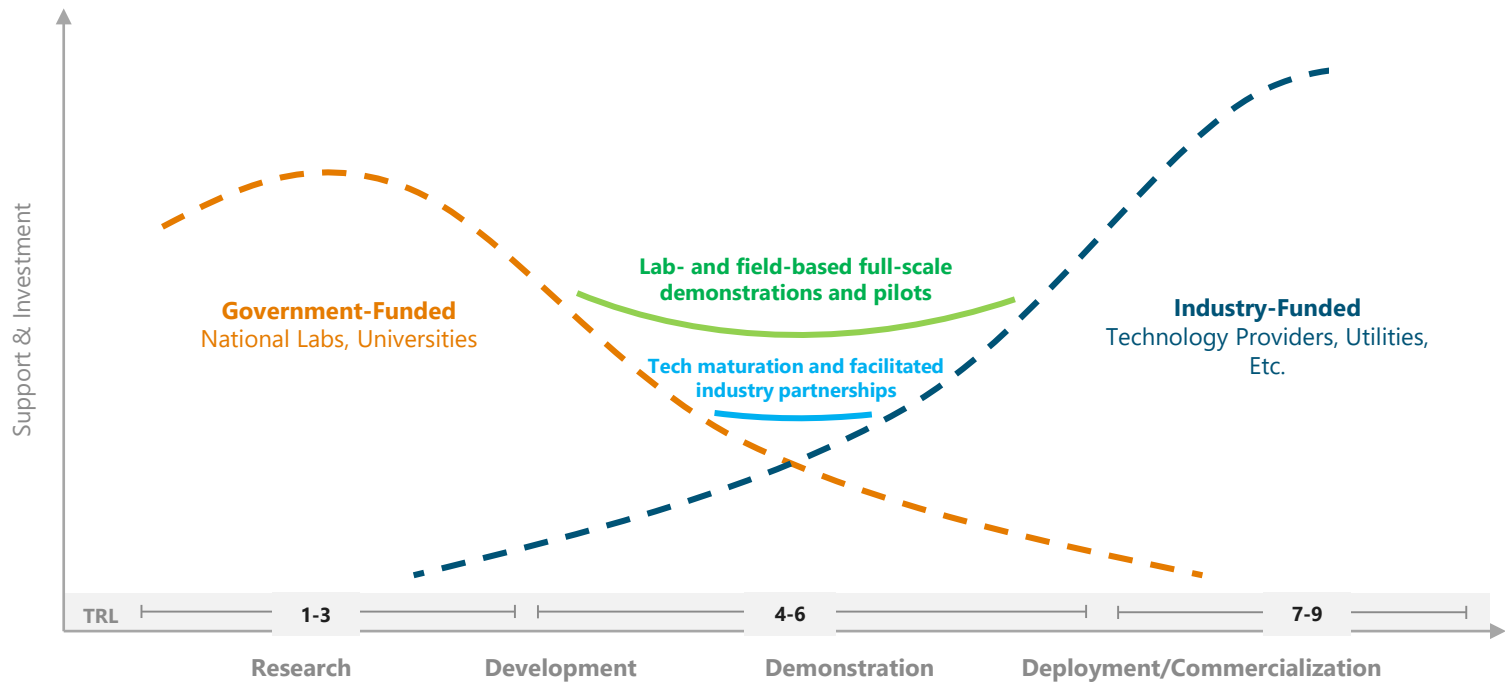 Support & Investment
Lab- and field-based full-scale
demonstrations and pilots
Government-Funded
National Labs, Universities
Industry-Funded
Technology Providers, Utilities,
Etc.
Tech maturation and facilitated
industry partnerships
TRL 1-3 4-6 7-9
Research Development Demonstration Deployment/Commercialization